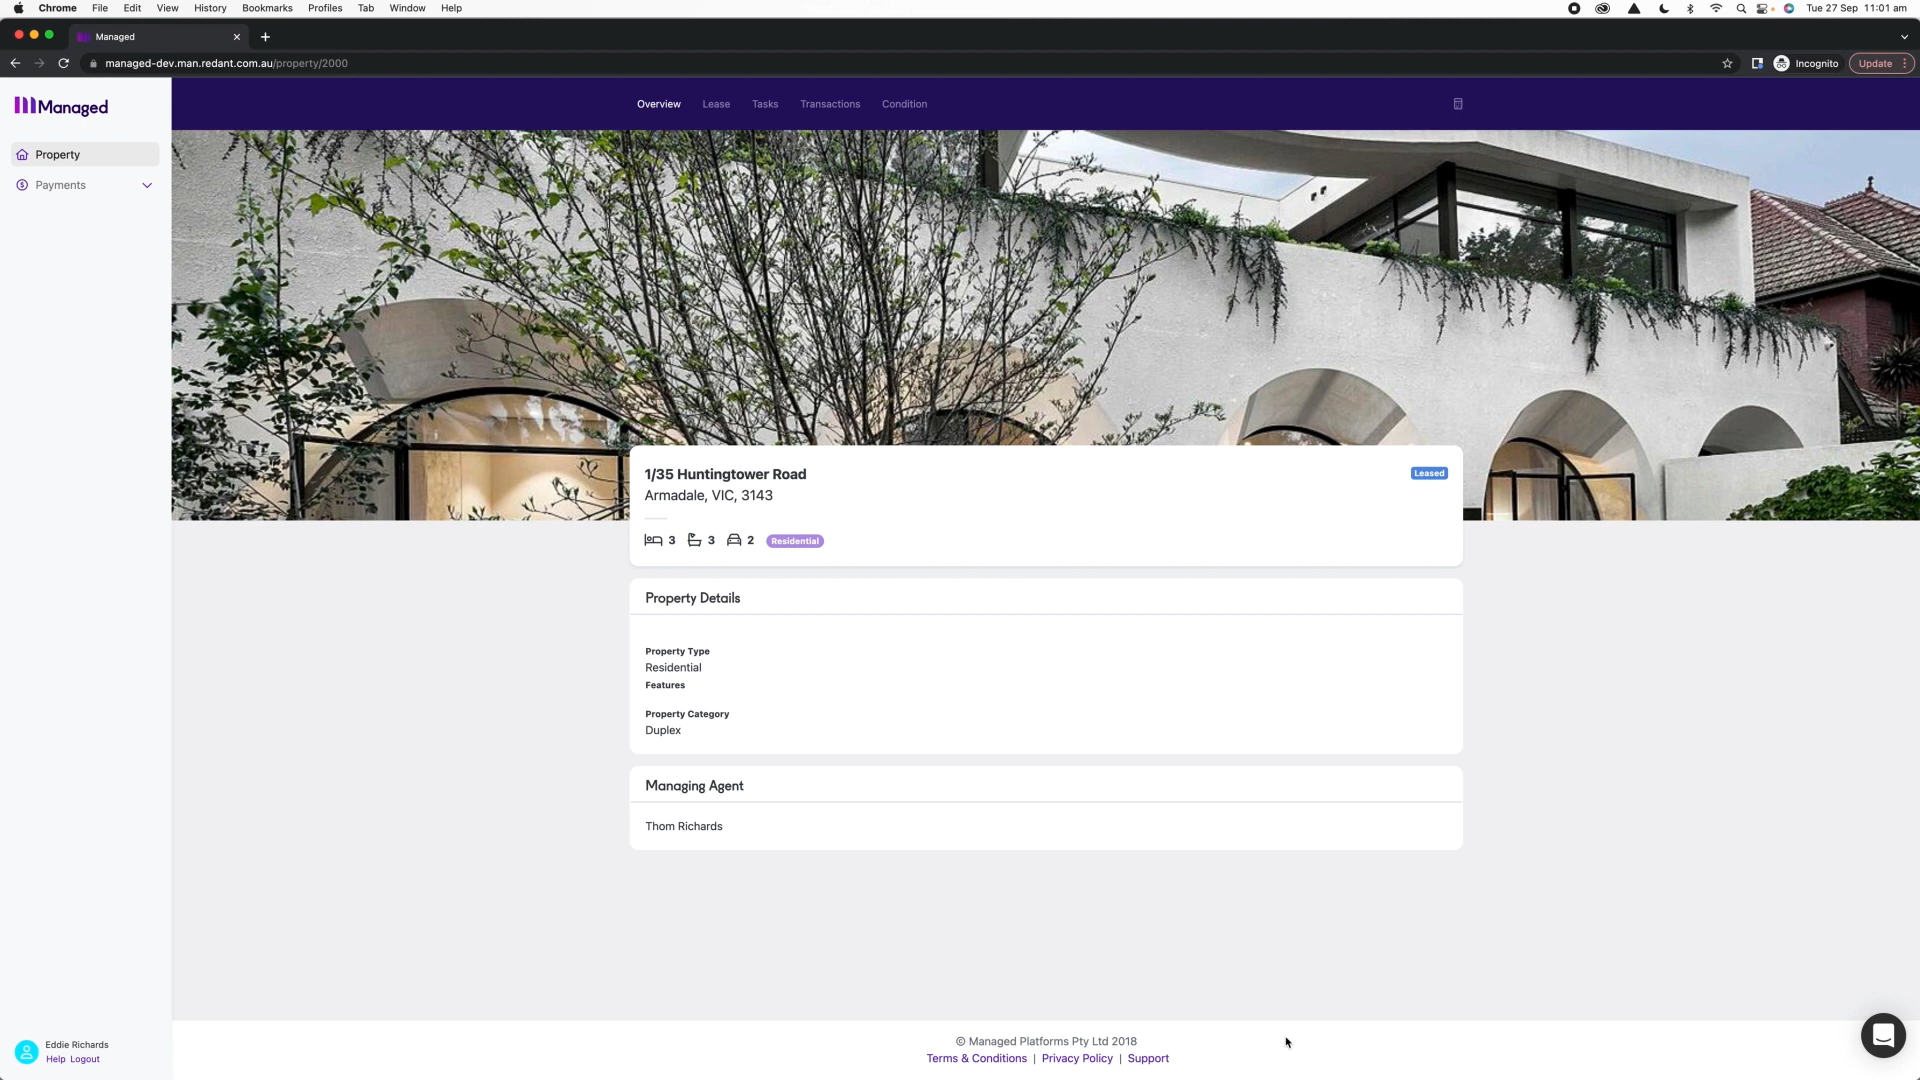 Chrome File Edit View History Bookmarks Profiles Tab Window Help Tue 27 Sep 11:01 am
Managed
managed-dev.man.redant.com.au/property/2000 Incognito Update
Managed
Overview Lease Tasks Transactions Condition
Property
Payments
1/35 Huntingtower Road Leased
Armadale, VIC, 3143
3 3 2 Residential
Property Details
Property Type
Residential
Features
Property Category
Duplex
Managing Agent
Thom Richards
Eddie Richards
Help Logout
© Managed Platforms Pty Ltd 2018
Terms & Conditions | Privacy Policy | Support